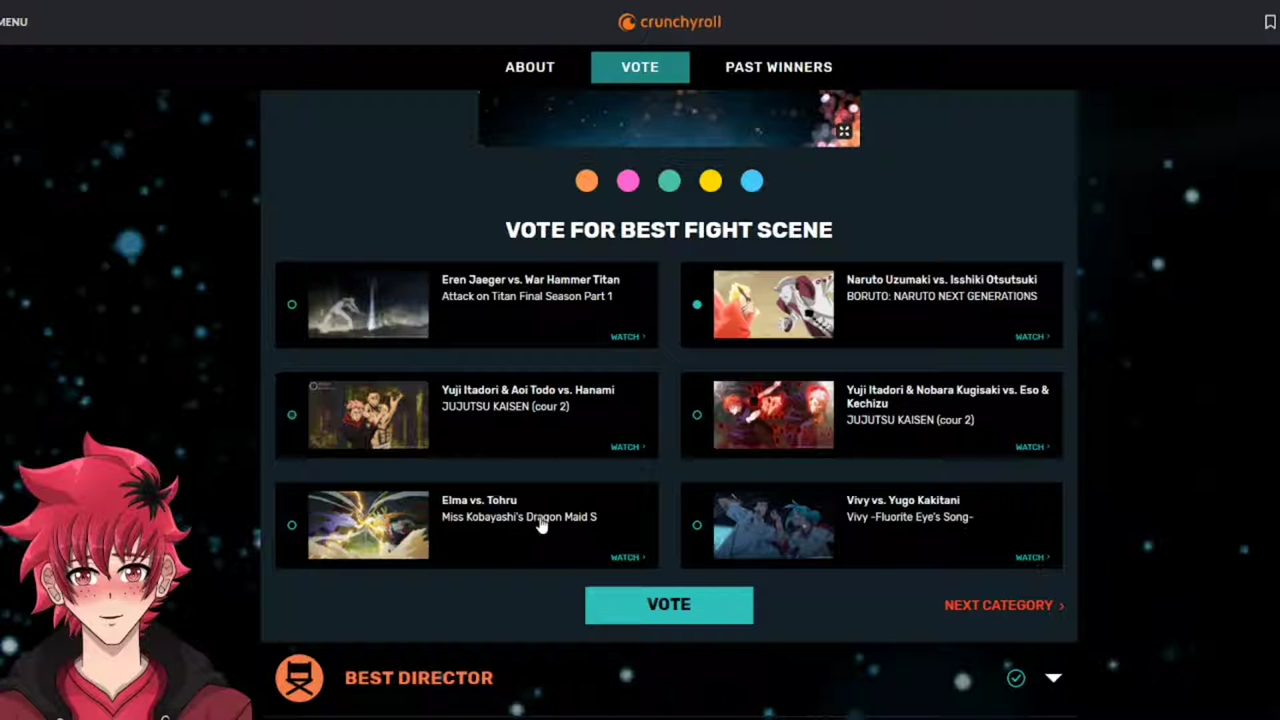 MENU
crunchyroll
ABOUT
VOTE
PAST WINNERS
VOTE FOR BEST FIGHT SCENE
Eren Jaeger vs. War Hammer Titan
Attack on Titan Final Season Part 1
WATCH ›
Naruto Uzumaki vs. Isshiki Otsutsuki
BORUTO: NARUTO NEXT GENERATIONS
WATCH ›
Yuji Itadori & Aoi Todo vs. Hanami
JUJUTSU KAISEN (cour 2)
WATCH ›
Yuji Itadori & Nobara Kugisaki vs. Eso &
Kechizu
JUJUTSU KAISEN (cour 2)
WATCH ›
Elma vs. Tohru
Miss Kobayashi's Dragon Maid S
WATCH ›
Vivy vs. Yugo Kakitani
Vivy -Fluorite Eye's Song-
WATCH ›
VOTE
NEXT CATEGORY ›
BEST DIRECTOR